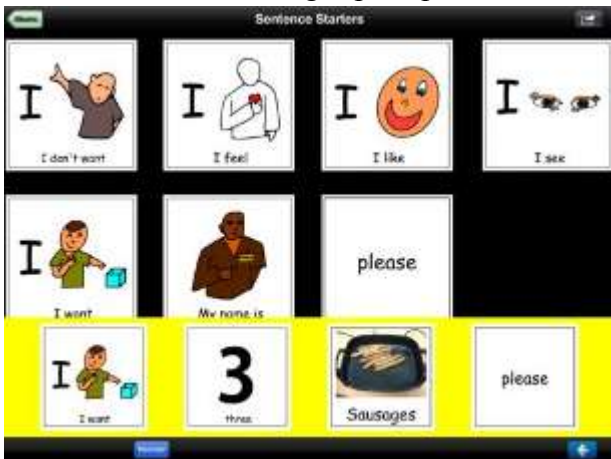 Sentence Starters
I
I don't want
I
I feel
I
I like
I
I see
I
I want
My name is
please
I
I want
3
three
Sausages
please